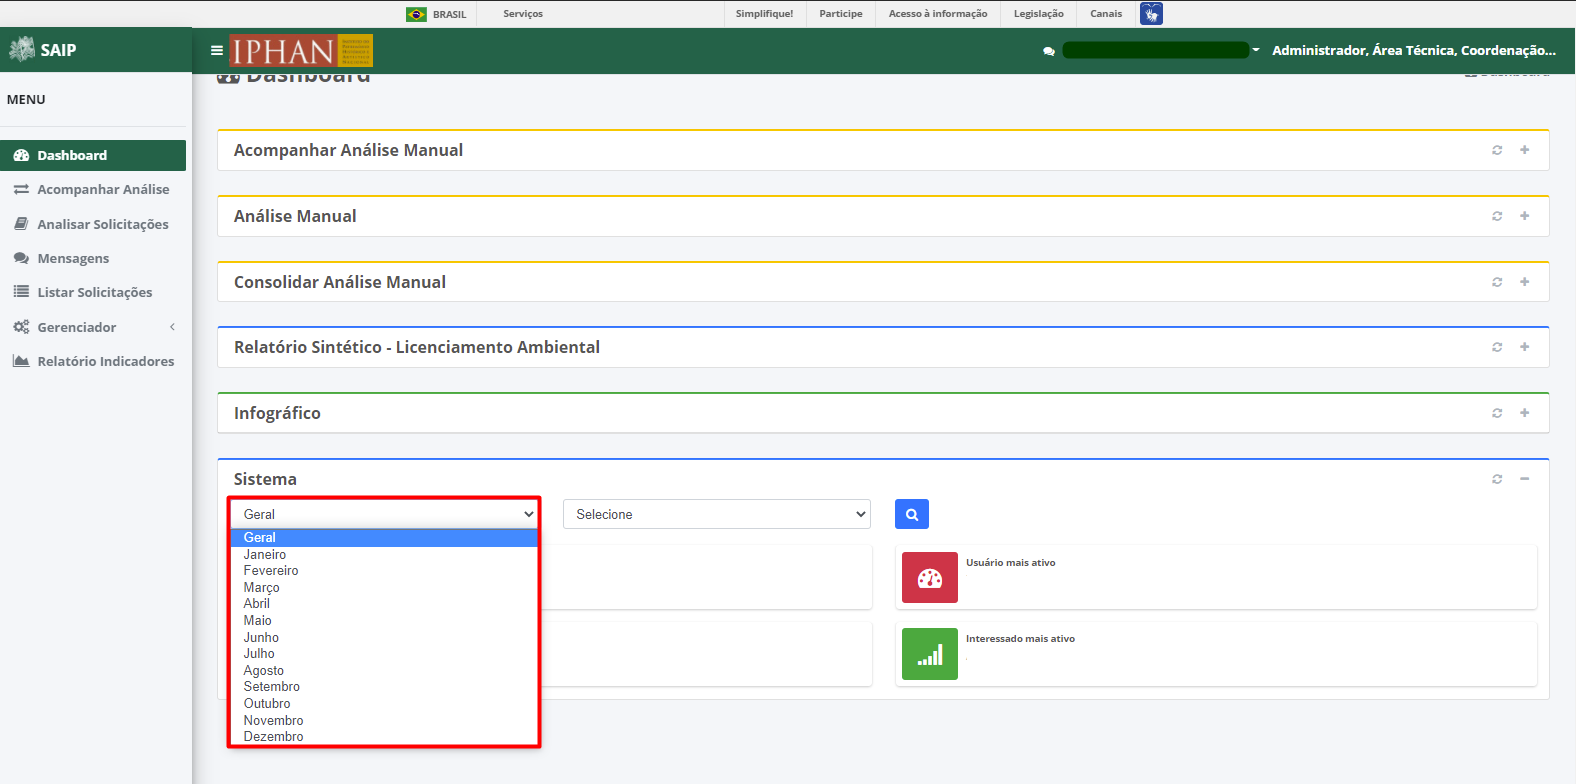 BRASIL Serviços Simplifique! Participe Acesso à informação Legislação Canais
SAIP
IPHAN
Administrador, Área Técnica, Coordenação...
MENU
Dashboard
Dashboard
Acompanhar Análise
Analisar Solicitações
Mensagens
Listar Solicitações
Gerenciador
Relatório Indicadores
Dashboard
Acompanhar Análise Manual
Análise Manual
Consolidar Análise Manual
Relatório Sintético - Licenciamento Ambiental
Infográfico
Sistema
Geral
Selecione
Geral
Janeiro
Fevereiro
Março
Abril
Maio
Junho
Julho
Agosto
Setembro
Outubro
Novembro
Dezembro
Usuário mais ativo
Interessado mais ativo